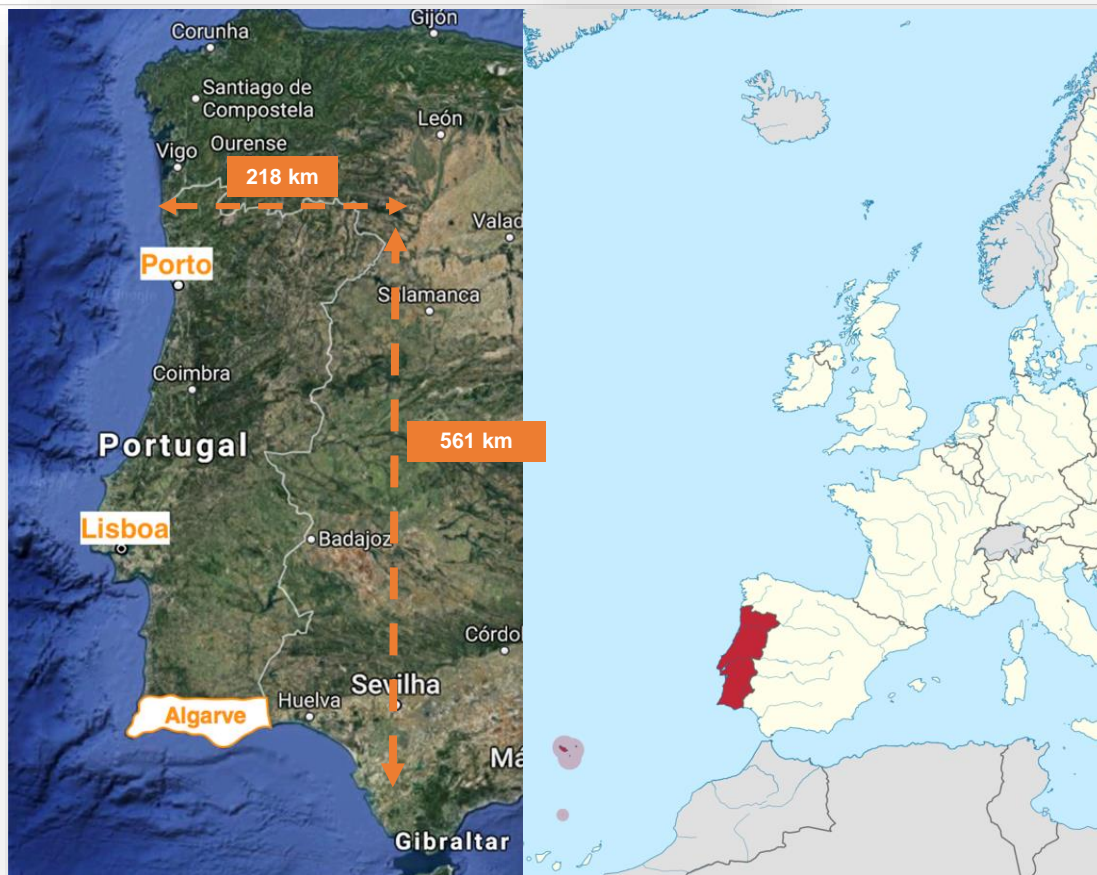 Gijón
Corunha
Santiago de
Compostela
León
Vigo
Ourense
218 km
Valad
Porto
Salamanca
Coimbra
Portugal
561 km
Lisboa
Badajoz
Córdo
Sevilha
Huelva
Algarve
Má
Gibraltar